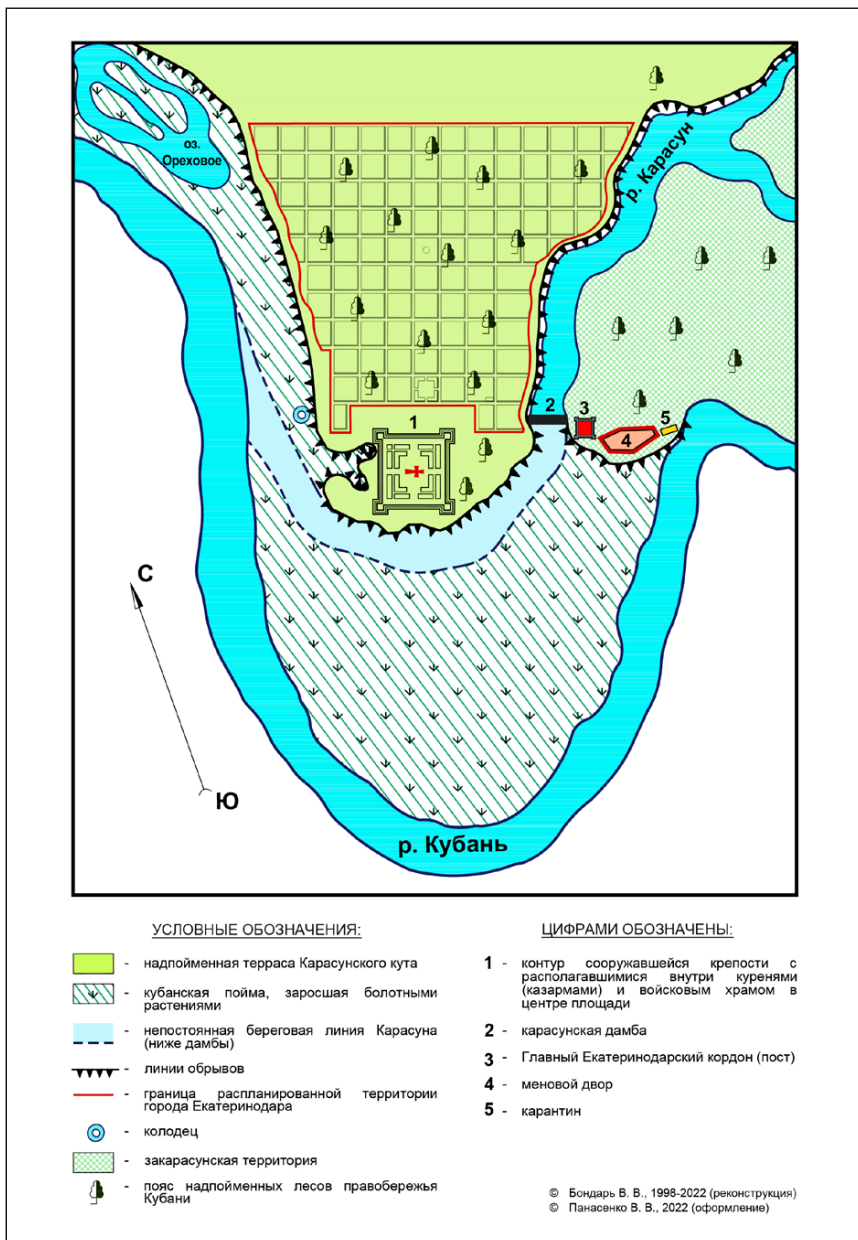 оз.
Ореховое
р. Карасун
1
2
3
4
5
С
Ю
р. Кубань
УСЛОВНЫЕ ОБОЗНАЧЕНИЯ:
- надпойменная терраса Карасунского кута
- кубанская пойма, заросшая болотными
растениями
- непостоянная береговая линия Карасуна
(ниже дамбы)
- линии обрывов
- граница распланированной территории
города Екатеринодара
- колодец
- закарасунская территория
- пояс надпойменных лесов правобережья
Кубани
ЦИФРАМИ ОБОЗНАЧЕНЫ:
1 - контур сооружавшейся крепости с
располагавшимися внутри куренями
(казармами) и войсковым храмом в
центре площади
2 - карасунская дамба
3 - Главный Екатеринодарский кордон (пост)
4 - меновой двор
5 - карантин
© Бондарь В. В., 1998-2022 (реконструкция)
© Панасенко В. В., 2022 (оформление)